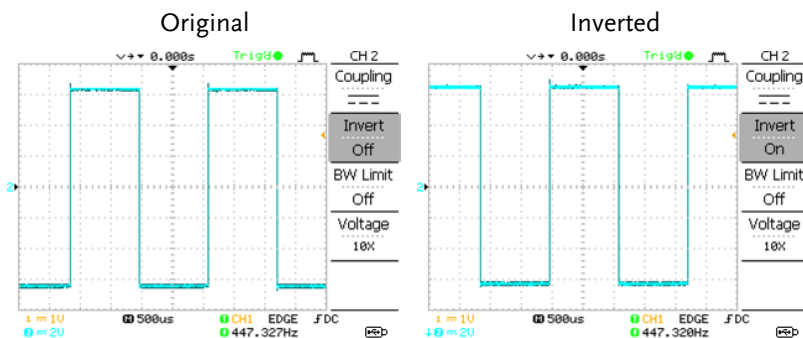 Original
0.000s Trig'd CH 2
Coupling
Invert
Off
BW Limit
Off
Voltage
10X
2
1 = 1V M 500us CH1 EDGE DC
2 = 2V 447.327Hz
Inverted
0.000s Trig'd CH 2
Coupling
Invert
On
BW Limit
Off
Voltage
10X
2
1 = 1V M 500us CH1 EDGE DC
2 = 2V 447.320Hz